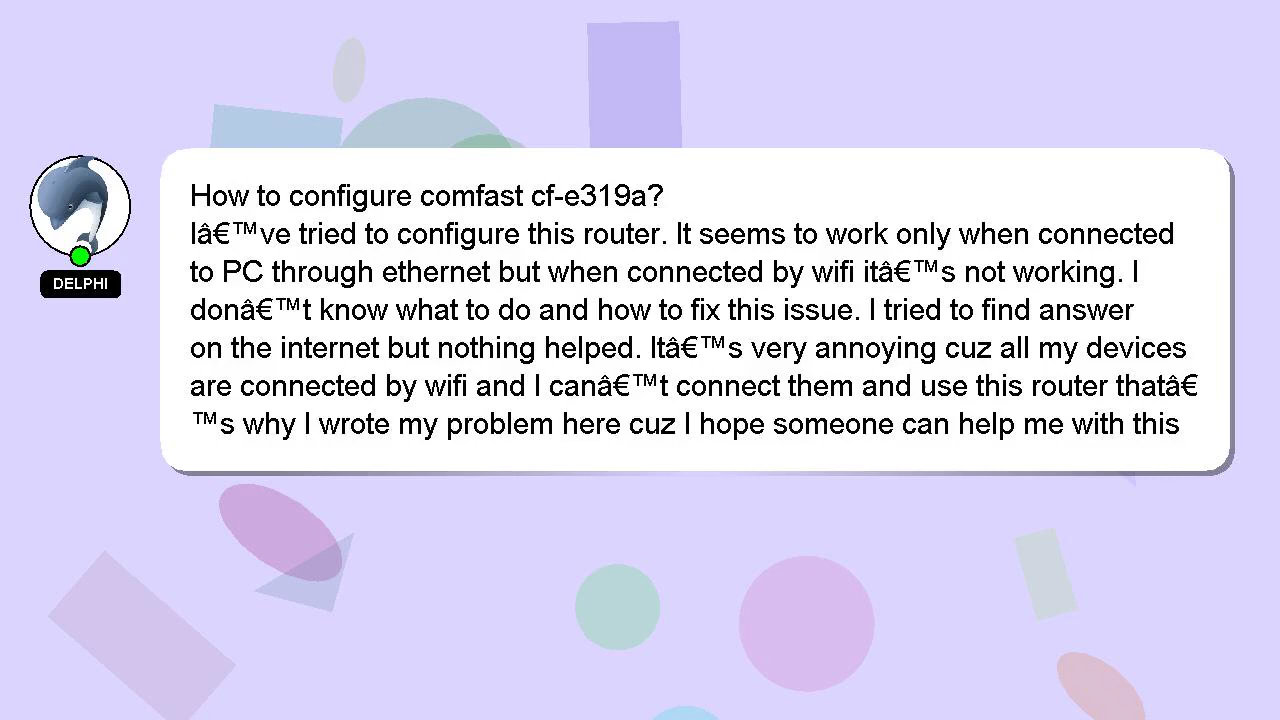 How to configure comfast cf-e319a?
Iâ€™ve tried to configure this router. It seems to work only when connected
to PC through ethernet but when connected by wifi itâ€™s not working. I
donâ€™t know what to do and how to fix this issue. I tried to find answer
on the internet but nothing helped. Itâ€™s very annoying cuz all my devices
are connected by wifi and I canâ€™t connect them and use this router thatâ€
™s why I wrote my problem here cuz I hope someone can help me with this
DELPHI